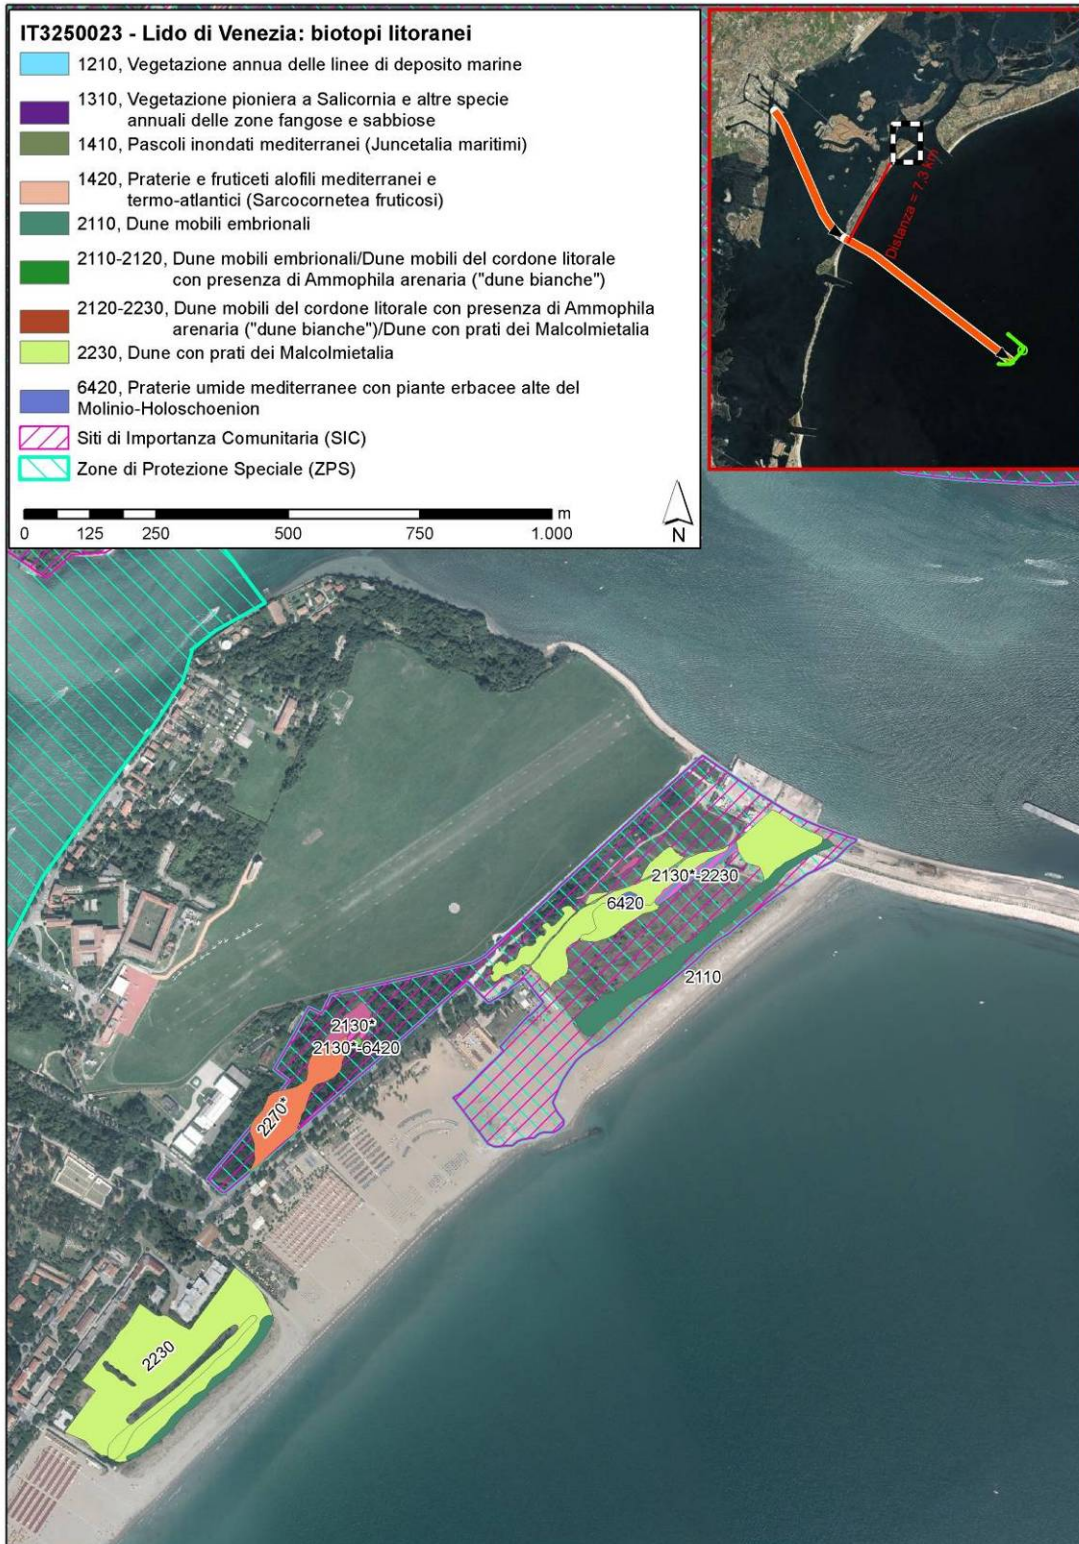 IT3250023 - Lido di Venezia: biotopi litoranei
1210, Vegetazione annua delle linee di deposito marine
1310, Vegetazione pioniera a Salicornia e altre specie
annuali delle zone fangose e sabbiose
1410, Pascoli inondati mediterranei (Juncetalia maritimi)
1420, Praterie e fruticeti alofili mediterranei e
termo-atlantici (Sarcocornetea fruticosi)
2110, Dune mobili embrionali
2110-2120, Dune mobili embrionali/Dune mobili del cordone litorale
con presenza di Ammophila arenaria ("dune bianche")
2120-2230, Dune mobili del cordone litorale con presenza di Ammophila
arenaria ("dune bianche")/Dune con prati dei Malcolmietalia
2230, Dune con prati dei Malcolmietalia
6420, Praterie umide mediterranee con piante erbacee alte del
Molinio-Holoschoenion
Siti di Importanza Comunitaria (SIC)
Zone di Protezione Speciale (ZPS)
m
0 125 250 500 750 1.000
N
Distanza = 7,3 km
2130*-2230
6420
2110
2130*
2130*-6420
2270*
2230